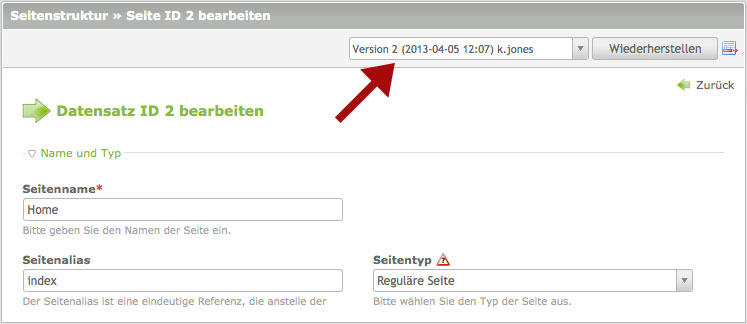 Seitenstruktur » Seite ID 2 bearbeiten
Version 2 (2013-04-05 12:07) k.jones
Wiederherstellen
Zurück
Datensatz ID 2 bearbeiten
Name und Typ
Seitenname*
Home
Bitte geben Sie den Namen der Seite ein.
Seitenalias
Seitentyp
index
Reguläre Seite
Der Seitenalias ist eine eindeutige Referenz, die anstelle der
Bitte wählen Sie den Typ der Seite aus.